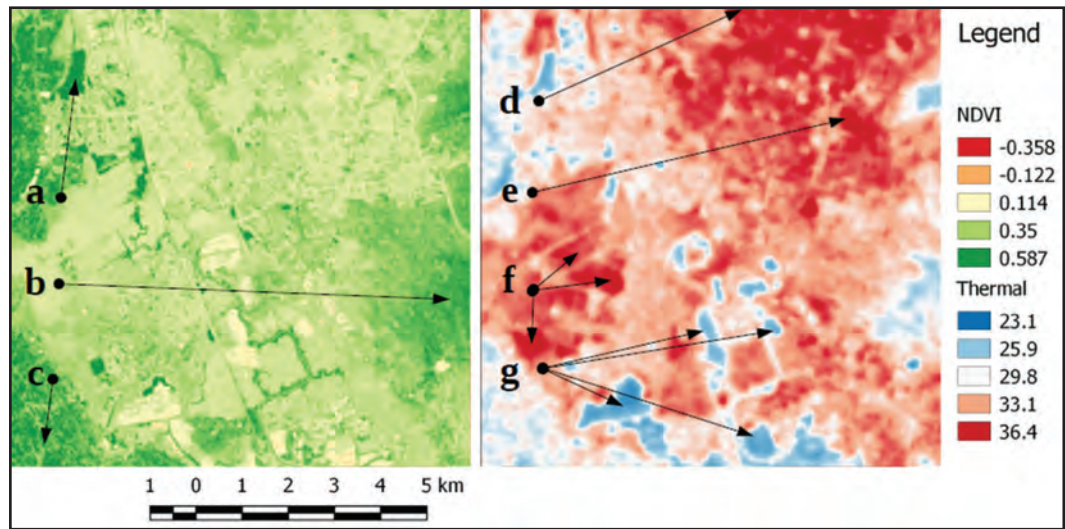 a
b
c
d
e
f
g
Legend
NDVI
-0.358
-0.122
0.114
0.35
0.587
Thermal
23.1
25.9
29.8
33.1
36.4
1 0 1 2 3 4 5 km